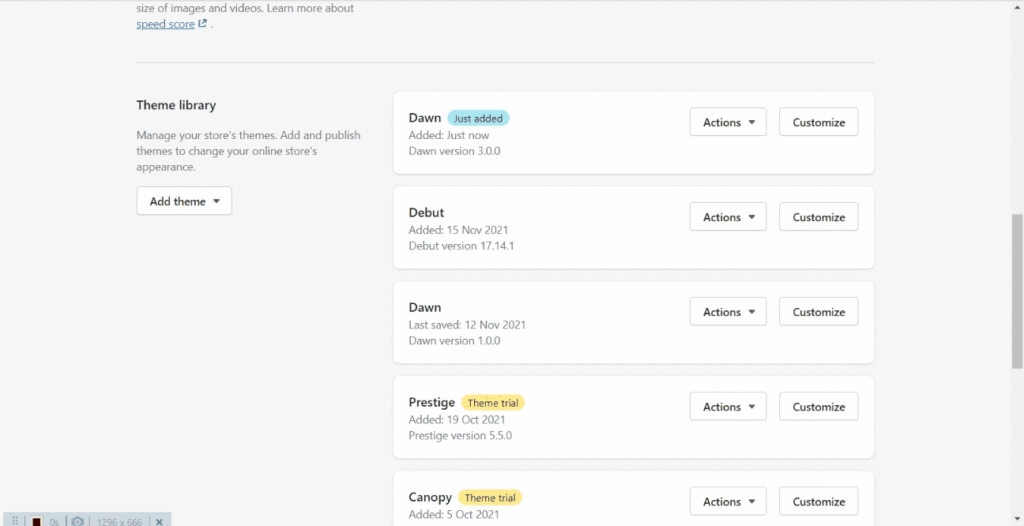 size of images and videos. Learn more about
speed score .
Theme library
Manage your store's themes. Add and publish
themes to change your online store's
appearance.
Add theme
Dawn Just added
Added: Just now
Dawn version 3.0.0
Actions Customize
Debut
Added: 15 Nov 2021
Debut version 17.14.1
Actions Customize
Dawn
Last saved: 12 Nov 2021
Dawn version 1.0.0
Actions Customize
Prestige Theme trial
Added: 19 Oct 2021
Prestige version 5.5.0
Actions Customize
Canopy Theme trial
Added: 5 Oct 2021
Actions Customize
0s 1296 x 666